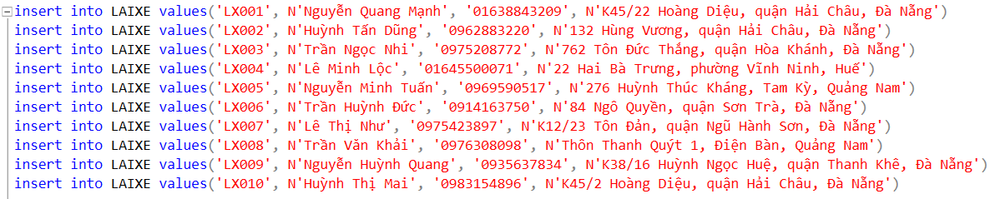 insert into LAIXE values('LX001', N'Nguyễn Quang Mạnh', '01638843209', N'K45/22 Hoàng Diệu, quận Hải Châu, Đà Nẵng')
insert into LAIXE values('LX002', N'Huỳnh Tấn Dũng', '0962883220', N'132 Hùng Vương, quận Hải Châu, Đà Nẵng')
insert into LAIXE values('LX003', N'Trần Ngọc Nhi', '0975208772', N'762 Tôn Đức Thắng, quận Hòa Khánh, Đà Nẵng')
insert into LAIXE values('LX004', N'Lê Minh Lộc', '01645500071', N'22 Hai Bà Trưng, phường Vĩnh Ninh, Huế')
insert into LAIXE values('LX005', N'Nguyễn Minh Tuấn', '0969590517', N'276 Huỳnh Thúc Kháng, Tam Kỳ, Quảng Nam')
insert into LAIXE values('LX006', N'Trần Huỳnh Đức', '0914163750', N'84 Ngô Quyền, quận Sơn Trà, Đà Nẵng')
insert into LAIXE values('LX007', N'Lê Thị Như', '0975423897', N'K12/23 Tôn Đản, quận Ngũ Hành Sơn, Đà Nẵng')
insert into LAIXE values('LX008', N'Trần Văn Khải', '0976308098', N'Thôn Thanh Quýt 1, Điện Bàn, Quảng Nam')
insert into LAIXE values('LX009', N'Nguyễn Huỳnh Quang', '0935637834', N'K38/16 Huỳnh Ngọc Huệ, quận Thanh Khê, Đà Nẵng')
insert into LAIXE values('LX010', N'Huỳnh Thị Mai', '0983154896', N'K45/2 Hoàng Diệu, quận Hải Châu, Đà Nẵng')